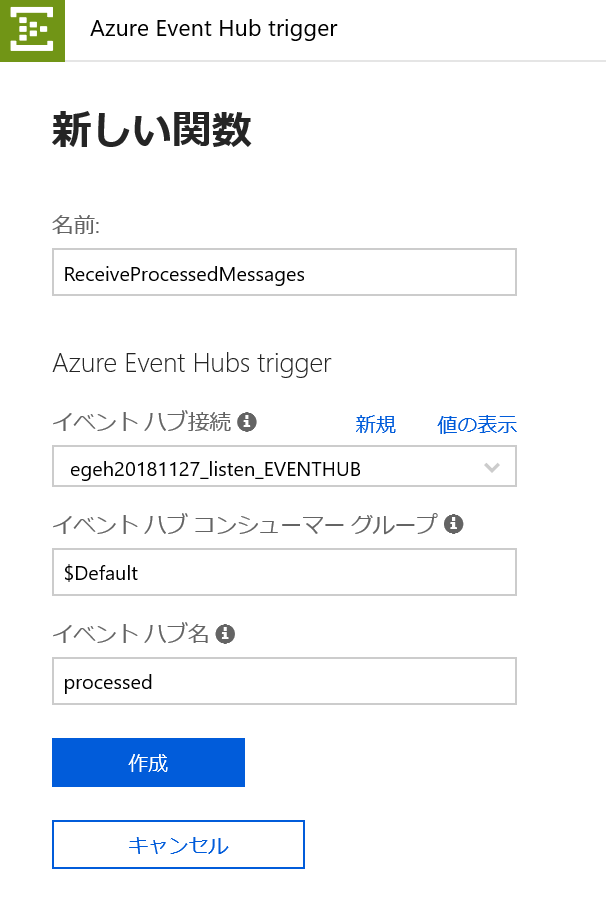 Azure Event Hub trigger
新しい関数
名前:
ReceiveProcessedMessages
Azure Event Hubs trigger
イベント ハブ接続 新規 値の表示
egeh20181127_listen_EVENTHUB
イベント ハブ コンシューマー グループ
$Default
イベント ハブ名
processed
作成
キャンセル